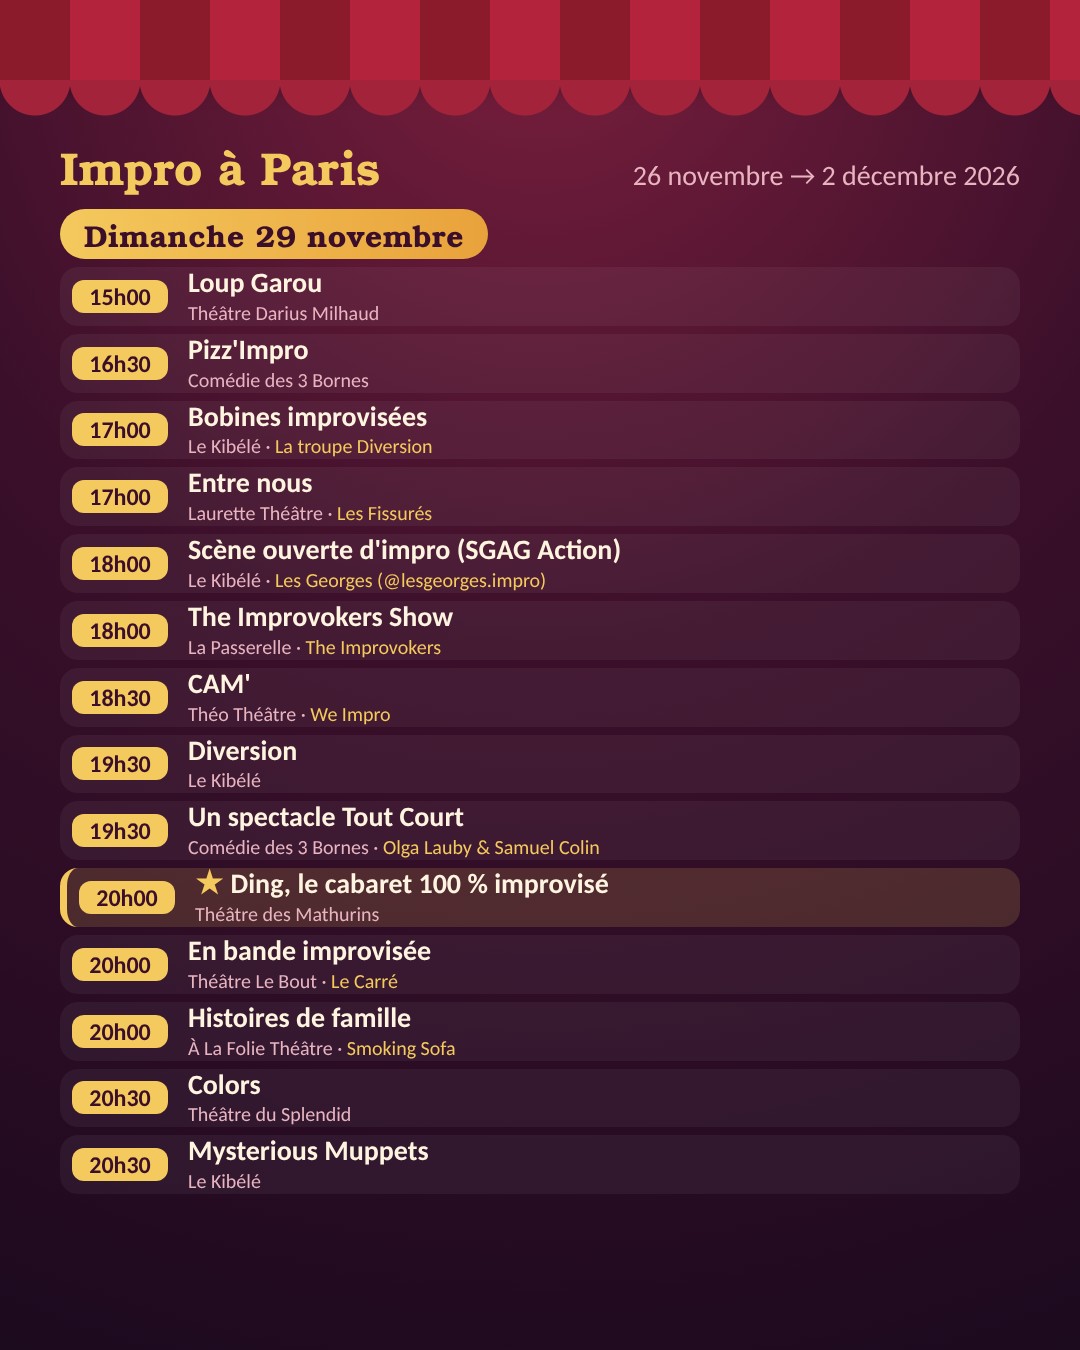 Impro à Paris
26 novembre → 2 décembre 2026
Dimanche 29 novembre
15h00
Loup Garou
Théâtre Darius Milhaud
16h30
Pizz'Impro
Comédie des 3 Bornes
17h00
Bobines improvisées
Le Kibélé · La troupe Diversion
17h00
Entre nous
Laurette Théâtre · Les Fissurés
18h00
Scène ouverte d'impro (SGAG Action)
Le Kibélé · Les Georges (@lesgeorges.impro)
18h00
The Improvokers Show
La Passerelle · The Improvokers
18h30
CAM'
Théo Théâtre · We Impro
19h30
Diversion
Le Kibélé
19h30
Un spectacle Tout Court
Comédie des 3 Bornes · Olga Lauby & Samuel Colin
20h00
★ Ding, le cabaret 100 % improvisé
Théâtre des Mathurins
20h00
En bande improvisée
Théâtre Le Bout · Le Carré
20h00
Histoires de famille
À La Folie Théâtre · Smoking Sofa
20h30
Colors
Théâtre du Splendid
20h30
Mysterious Muppets
Le Kibélé